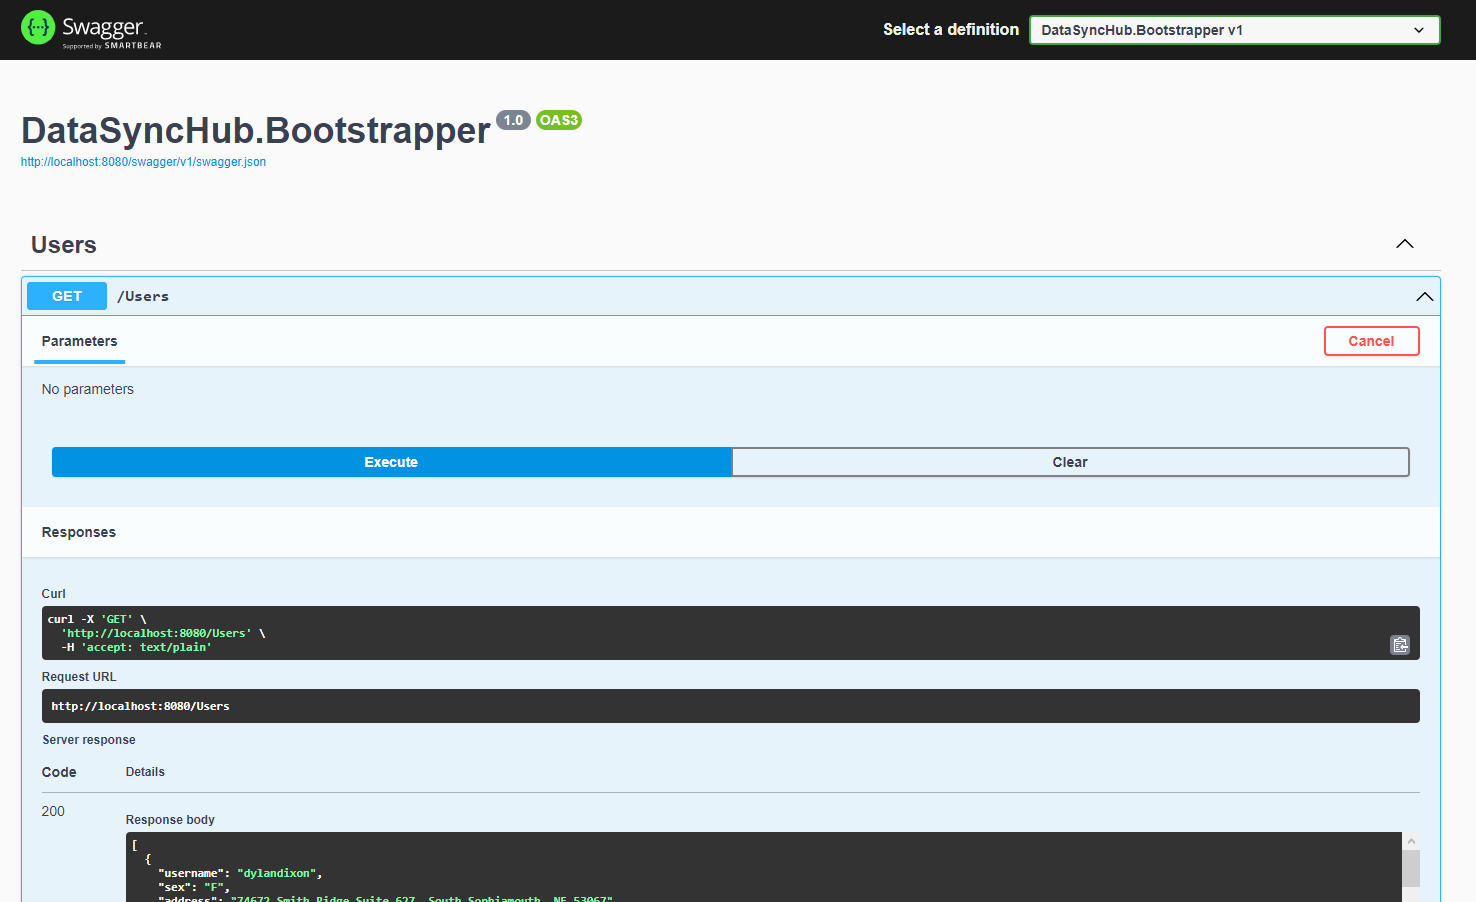 Swagger.
Supported by SMARTBEAR
Select a definition
DataSyncHub.Bootstrapper v1
DataSyncHub.Bootstrapper 1.0 OAS3
http://localhost:8080/swagger/v1/swagger.json
Users
GET /Users
Parameters
Cancel
No parameters
Execute
Clear
Responses
Curl
curl -X 'GET' \
'http://localhost:8080/Users' \
-H 'accept: text/plain'
Request URL
http://localhost:8080/Users
Server response
Code Details
200
Response body
[
{
"username": "dylandixon",
"sex": "F",
"address": "74672 Smith Ridge Suite 627, South Sophiamouth, NE 53067"